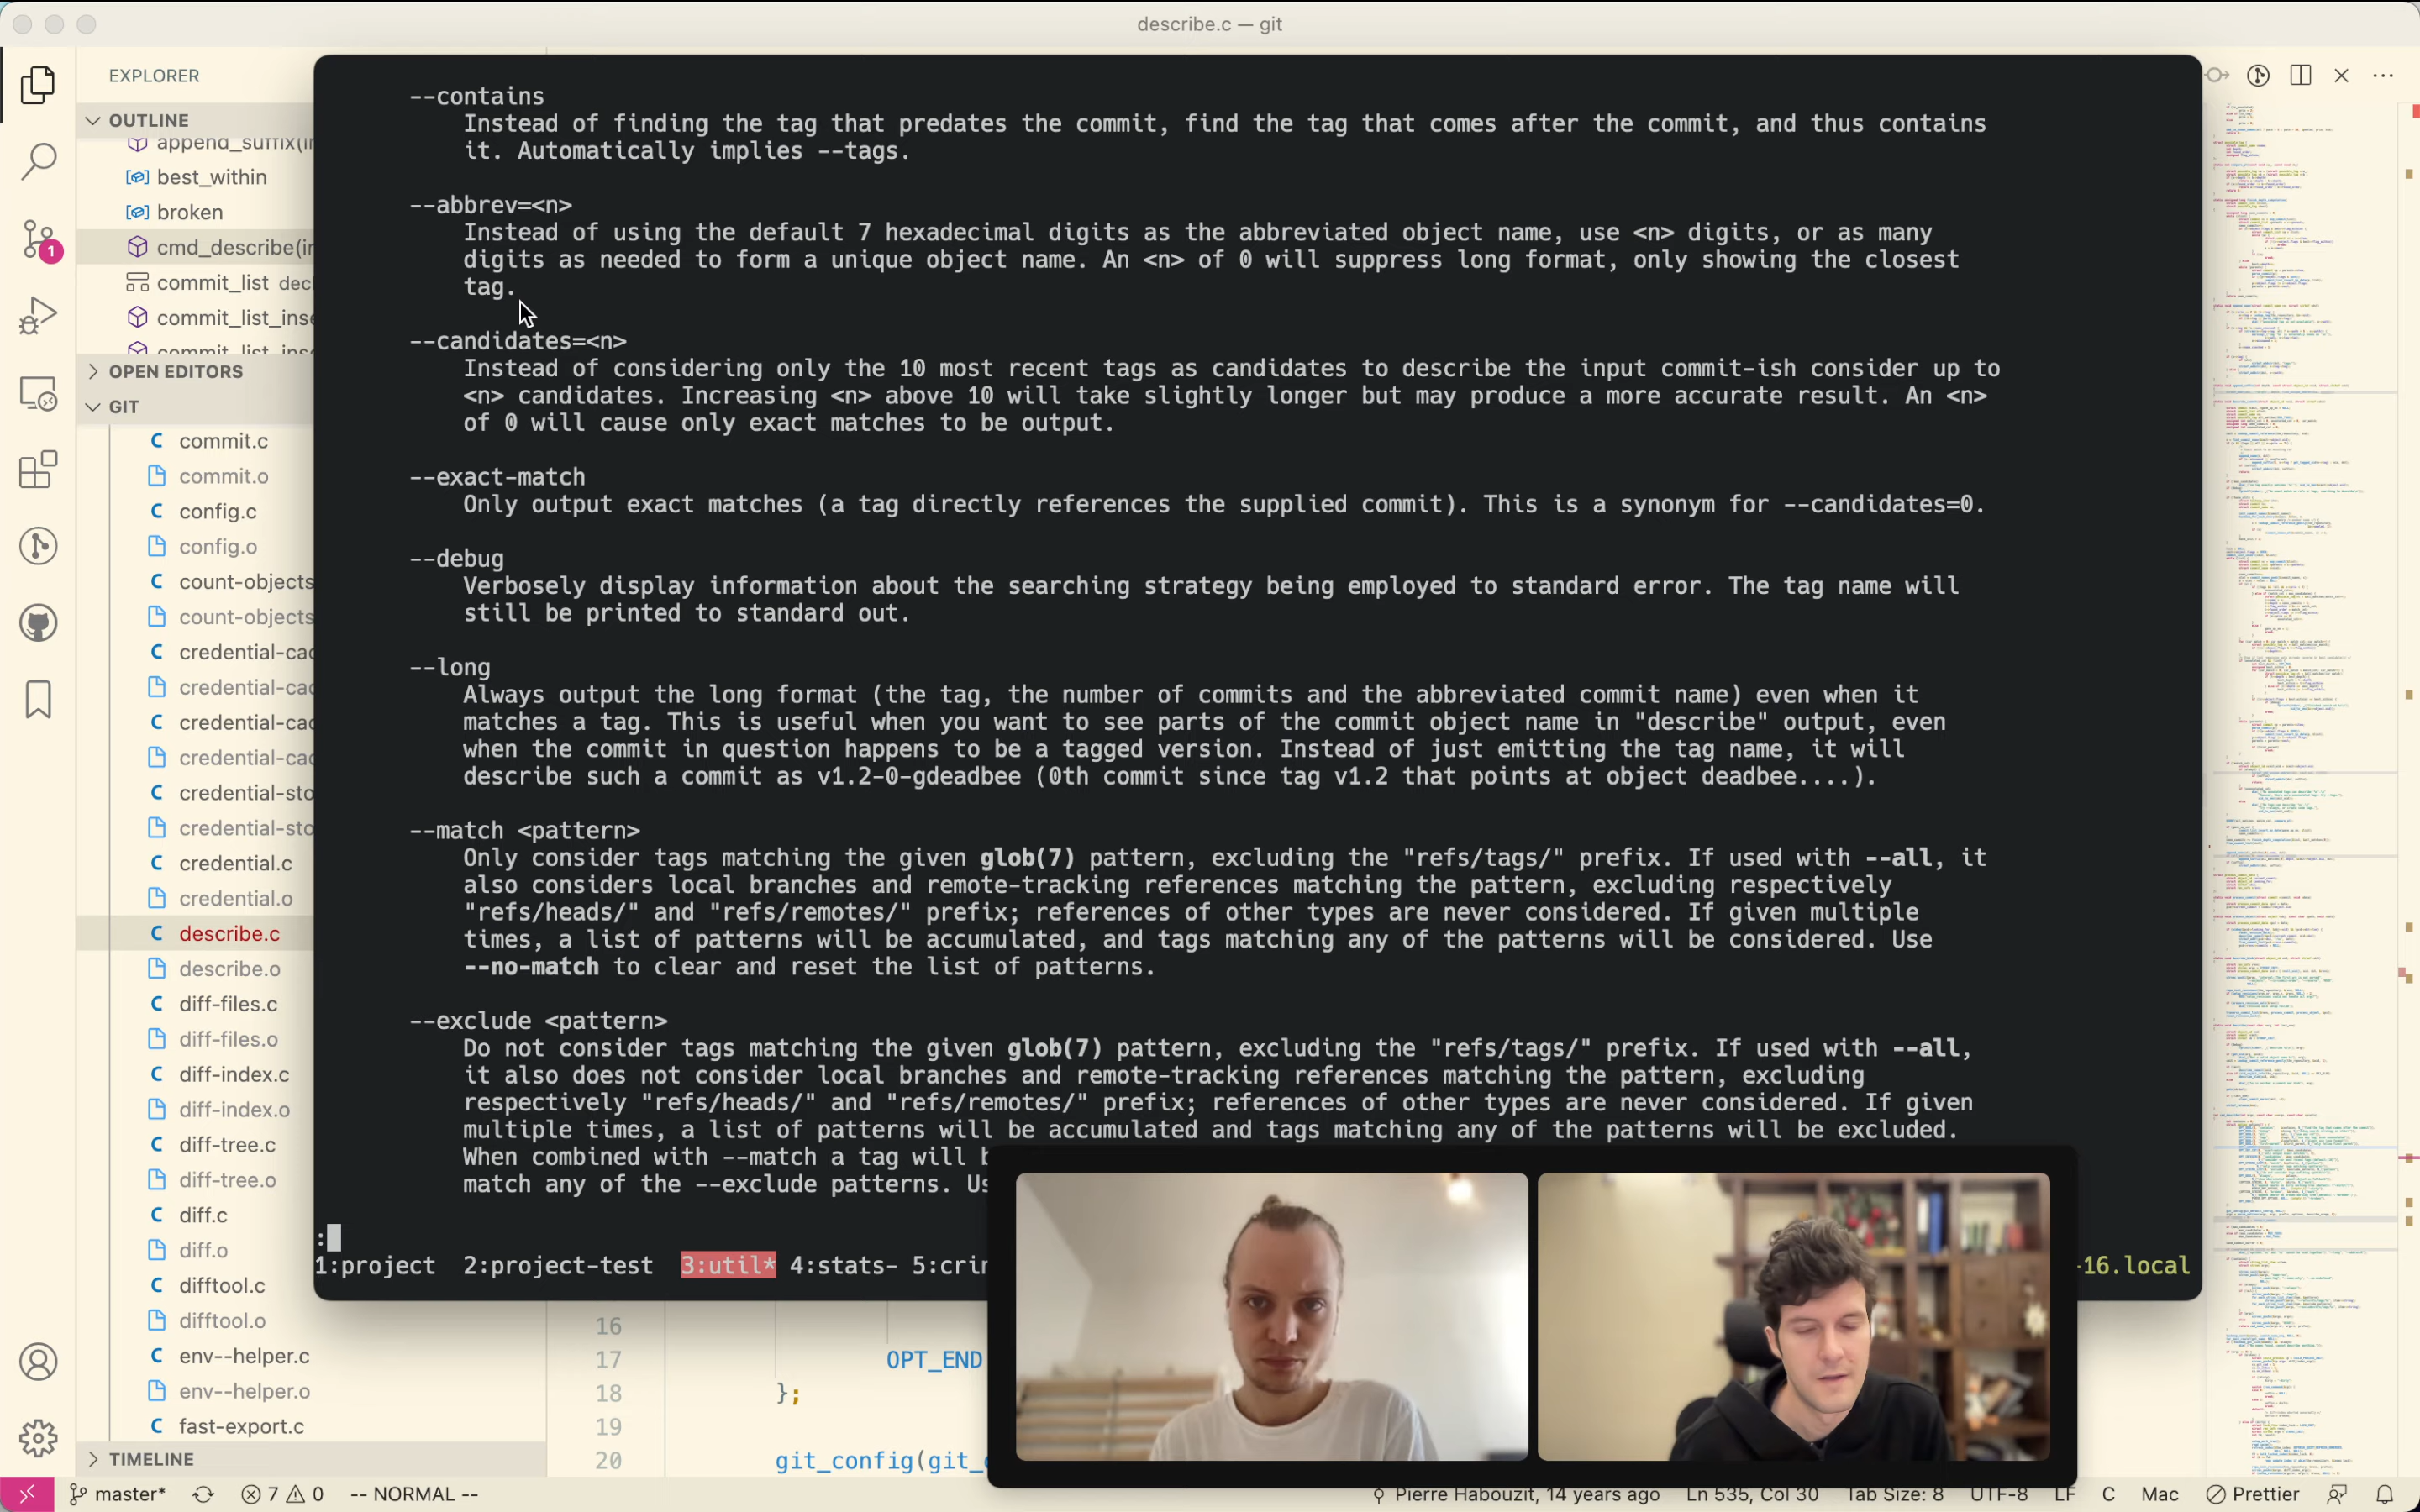 describe.c — git
EXPLORER
OUTLINE
best_within
broken
cmd_describe(in
commit_list decl
commit_list_inse
OPEN EDITORS
GIT
commit.c
commit.o
config.c
config.o
count-objects
count-objects
credential-cac
credential-cac
credential-cac
credential-cac
credential-sto
credential-sto
credential.c
credential.o
describe.c
describe.o
diff-files.c
diff-files.o
diff-index.c
diff-index.o
diff-tree.c
diff-tree.o
diff.c
diff.o
difftool.c
difftool.o
env--helper.c
env--helper.o
fast-export.c
TIMELINE
1
--contains
Instead of finding the tag that predates the commit, find the tag that comes after the commit, and thus contains
it. Automatically implies --tags.
--abbrev=<n>
Instead of using the default 7 hexadecimal digits as the abbreviated object name, use <n> digits, or as many
digits as needed to form a unique object name. An <n> of 0 will suppress long format, only showing the closest
tag.
--candidates=<n>
Instead of considering only the 10 most recent tags as candidates to describe the input commit-ish consider up to
<n> candidates. Increasing <n> above 10 will take slightly longer but may produce a more accurate result. An <n>
of 0 will cause only exact matches to be output.
--exact-match
Only output exact matches (a tag directly references the supplied commit). This is a synonym for --candidates=0.
--debug
Verbosely display information about the searching strategy being employed to standard error. The tag name will
still be printed to standard out.
--long
Always output the long format (the tag, the number of commits and the abbreviated commit name) even when it
matches a tag. This is useful when you want to see parts of the commit object name in "describe" output, even
when the commit in question happens to be a tagged version. Instead of just emitting the tag name, it will
describe such a commit as v1.2-0-gdeadbee (0th commit since tag v1.2 that points at object deadbee....).
--match <pattern>
Only consider tags matching the given glob(7) pattern, excluding the "refs/tags/" prefix. If used with --all, it
also considers local branches and remote-tracking references matching the pattern, excluding respectively
"refs/heads/" and "refs/remotes/" prefix; references of other types are never considered. If given multiple
times, a list of patterns will be accumulated, and tags matching any of the patterns will be considered. Use
--no-match to clear and reset the list of patterns.
--exclude <pattern>
Do not consider tags matching the given glob(7) pattern, excluding the "refs/tags/" prefix. If used with --all,
it also does not consider local branches and remote-tracking references matching the pattern, excluding
respectively "refs/heads/" and "refs/remotes/" prefix; references of other types are never considered. If given
multiple times, a list of patterns will be accumulated and tags matching any of the patterns will be excluded.
When combined with --match a tag will b
match any of the --exclude patterns. Us
:
1:project 2:project-test 3:util* 4:stats- 5:crin -16.local
16
17 OPT_END
18 };
19
20 git_config(git_
master* 7 0 -- NORMAL -- Pierre Habouzit, 14 years ago Ln 535, Col 30 Tab Size: 8 UTF-8 LF C Mac Prettier